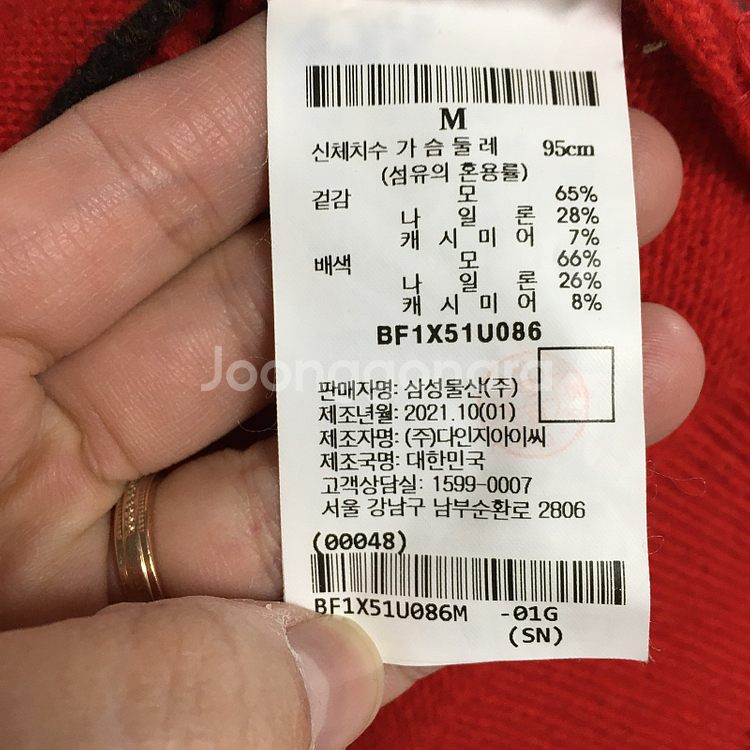 M
신체치수 가슴둘레 95cm
(섬유의 혼용률)
겉감 모 65%
나 일 론 28%
캐 시 미 어 7%
배색 모 66%
나 일 론 26%
캐 시 미 어 8%
BF1X51U086
Joonggonara
판매자명: 삼성물산(주)
제조년월: 2021.10(01)
제조자명: (주)다인지아이씨
제조국명: 대한민국
고객상담실: 1599-0007
서울 강남구 남부순환로 2806
(00048)
BF1X51U086M -01G
(SN)